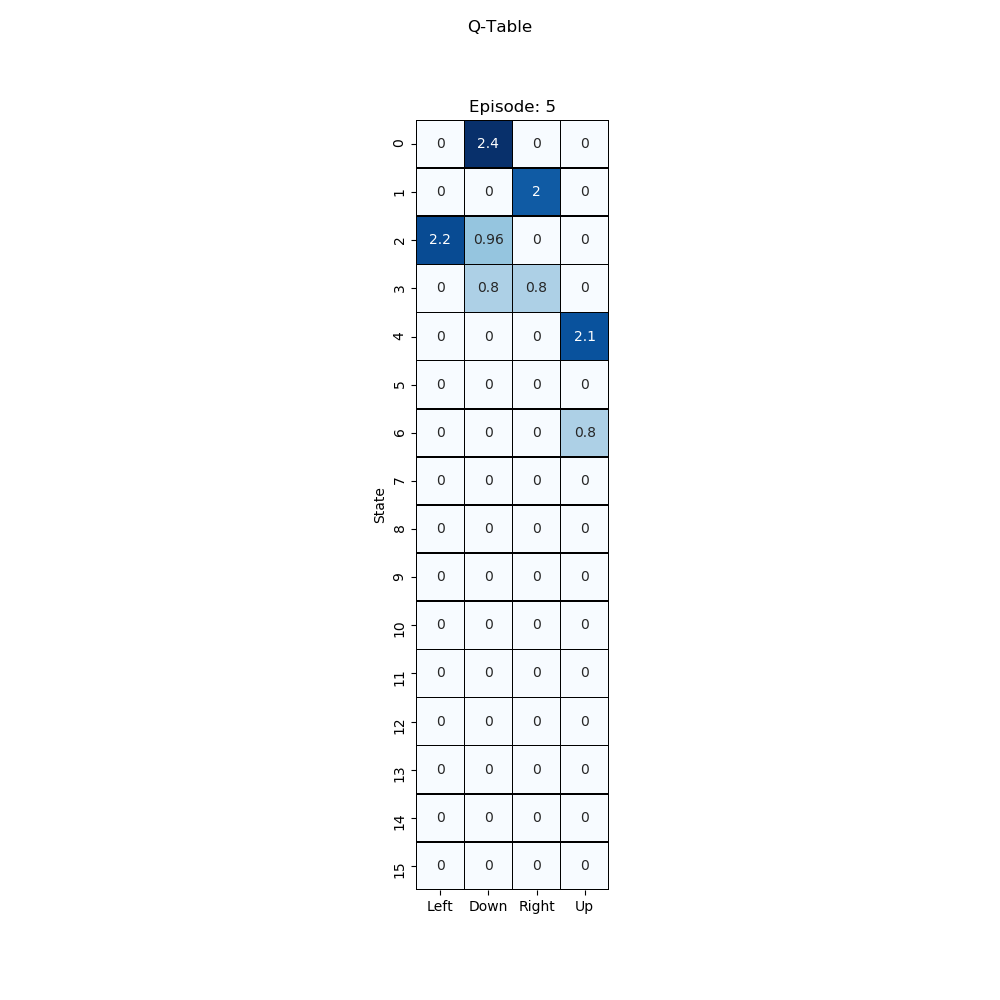 Q-Table
Episode: 5
0 0 2.4 0 0
1 0 0 2 0
2 2.2 0.96 0 0
3 0 0.8 0.8 0
4 0 0 0 2.1
5 0 0 0 0
6 0 0 0 0.8
7 0 0 0 0
State
8 0 0 0 0
9 0 0 0 0
10 0 0 0 0
11 0 0 0 0
12 0 0 0 0
13 0 0 0 0
14 0 0 0 0
15 0 0 0 0
Left Down Right Up